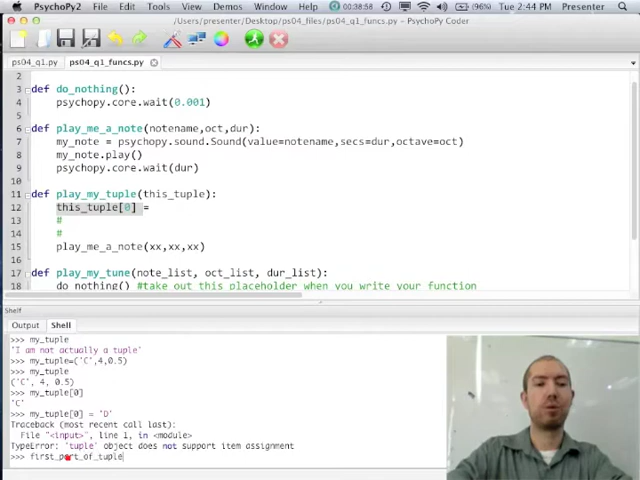 PsychoPy2 File Edit View Tools Demos Window Help 00:38:58 (96%) Tue 2:44 PM Presenter
/Users/presenter/Desktop/ps04_files/ps04_q1_funcs.py - PsychoPy Coder
ps04_q1.py ps04_q1_funcs.py
2
3 def do_nothing():
4 psychopy.core.wait(0.001)
5
6 def play_me_a_note(notename,oct,dur):
7 my_note = psychopy.sound.Sound(value=notename,secs=dur,octave=oct)
8 my_note.play()
9 psychopy.core.wait(dur)
10
11 def play_my_tuple(this_tuple):
12 this_tuple[0] =
13 #
14 #
15 play_me_a_note(xx,xx,xx)
16
17 def play_my_tune(note_list, oct_list, dur_list):
18 do_nothing() #take out this placeholder when you write your function
Shelf
Output Shell
>>> my_tuple
'I am not actually a tuple'
>>> my_tuple=('C',4,0.5)
>>> my_tuple
('C', 4, 0.5)
>>> my_tuple[0]
'C'
>>> my_tuple[0] = 'D'
Traceback (most recent call last):
File "<input>", line 1, in <module>
TypeError: 'tuple' object does not support item assignment
>>> first_part_of_tuple